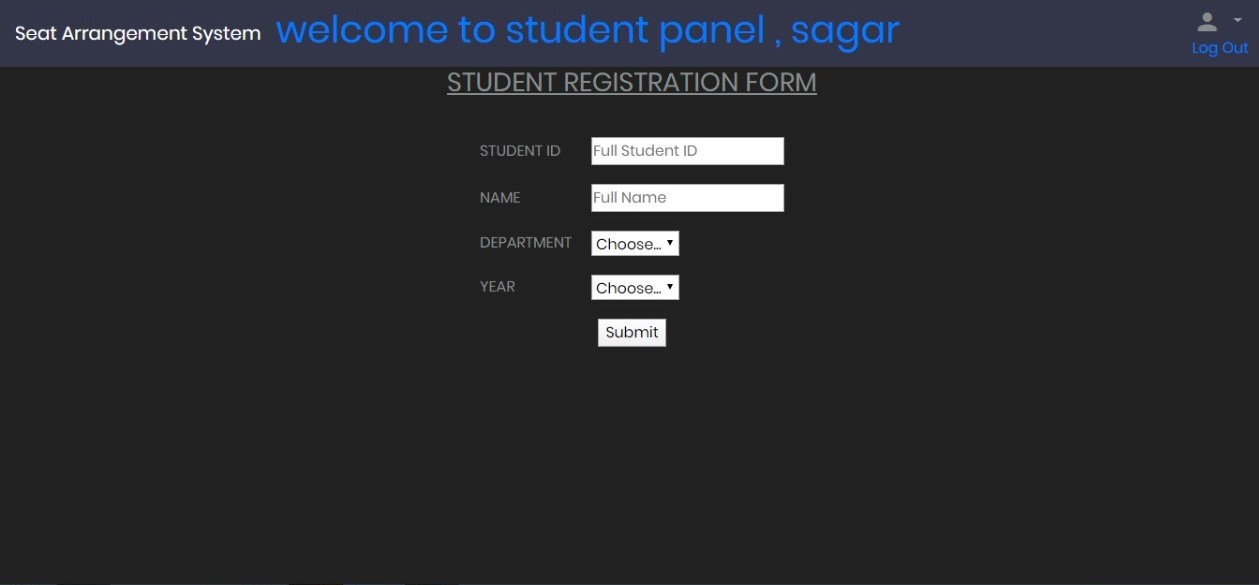 Seat Arrangement System welcome to student panel , sagar
Log Out
STUDENT REGISTRATION FORM
STUDENT ID Full Student ID
NAME Full Name
DEPARTMENT Choose...
YEAR Choose...
Submit